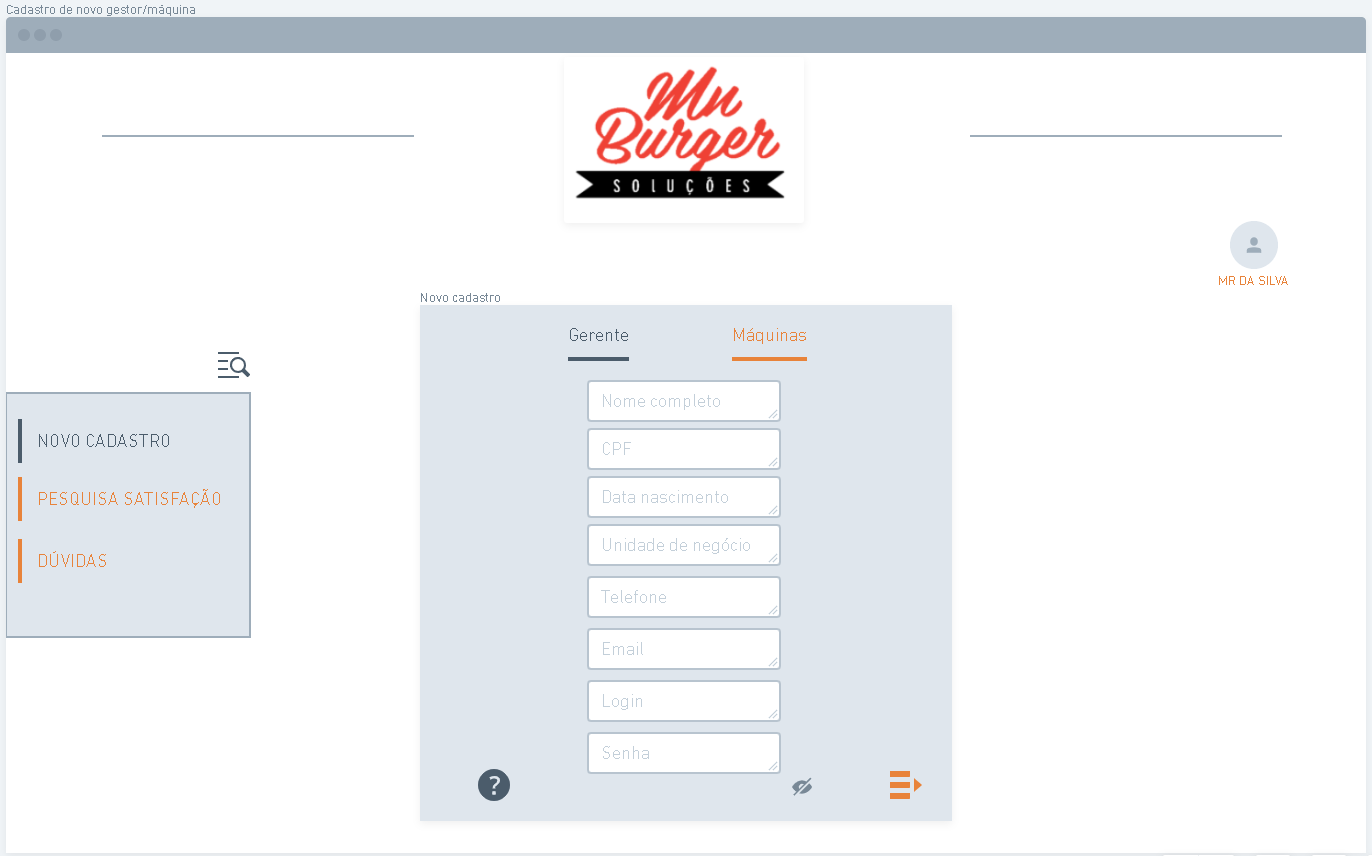 Cadastro de novo gestor/máquina
Mn
Burger
SOLUÇÕES
MR DA SILVA
Novo cadastro
Gerente
Máquinas
NOVO CADASTRO
PESQUISA SATISFAÇÃO
DÚVIDAS
Nome completo
CPF
Data nascimento
Unidade de negócio
Telefone
Email
Login
Senha
?